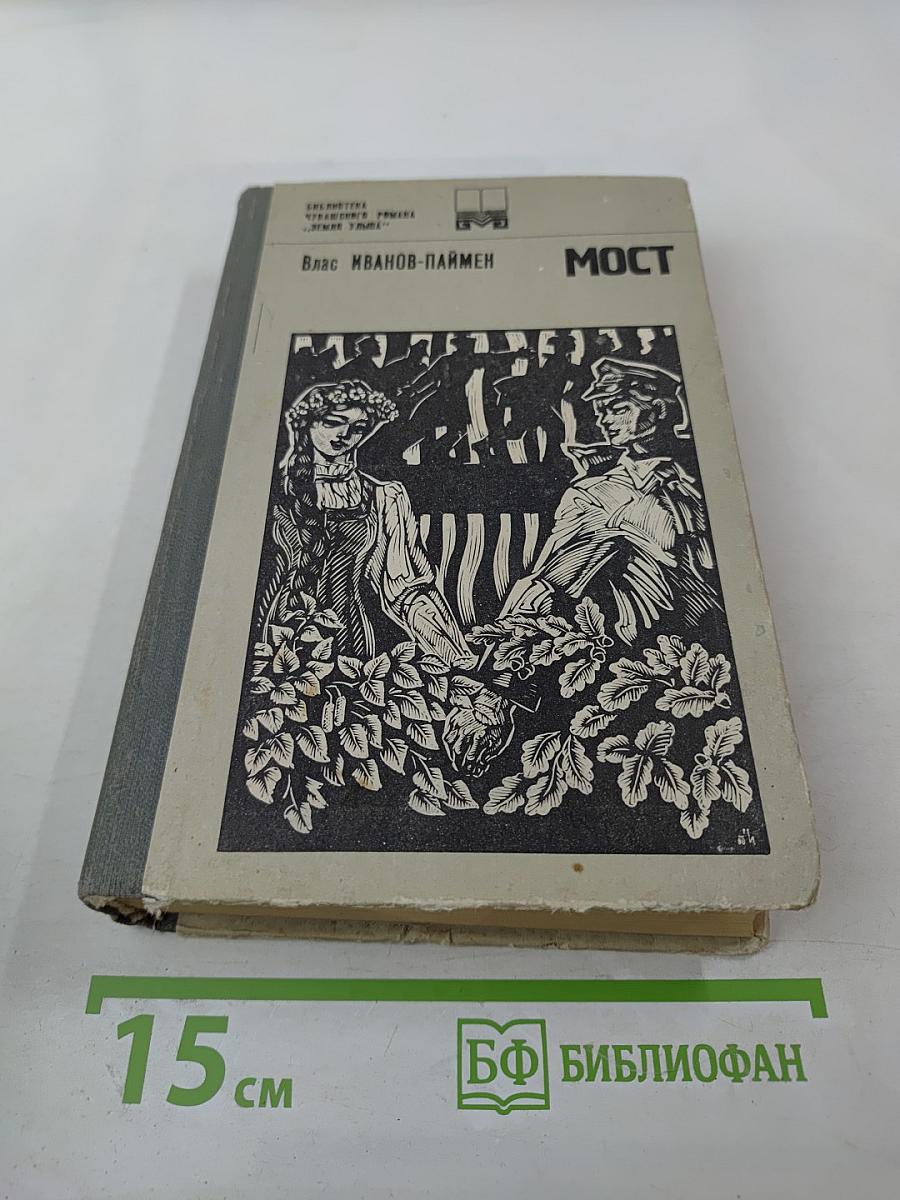 БИБЛИОТЕКА
ЧУВАШСКОГО РОМАНА
„ЗЕМЛЯ УЛЫПА“
Влас ИВАНОВ-ПАЙМЕН
МОСТ
15 см
БФ БИБЛИОФАН